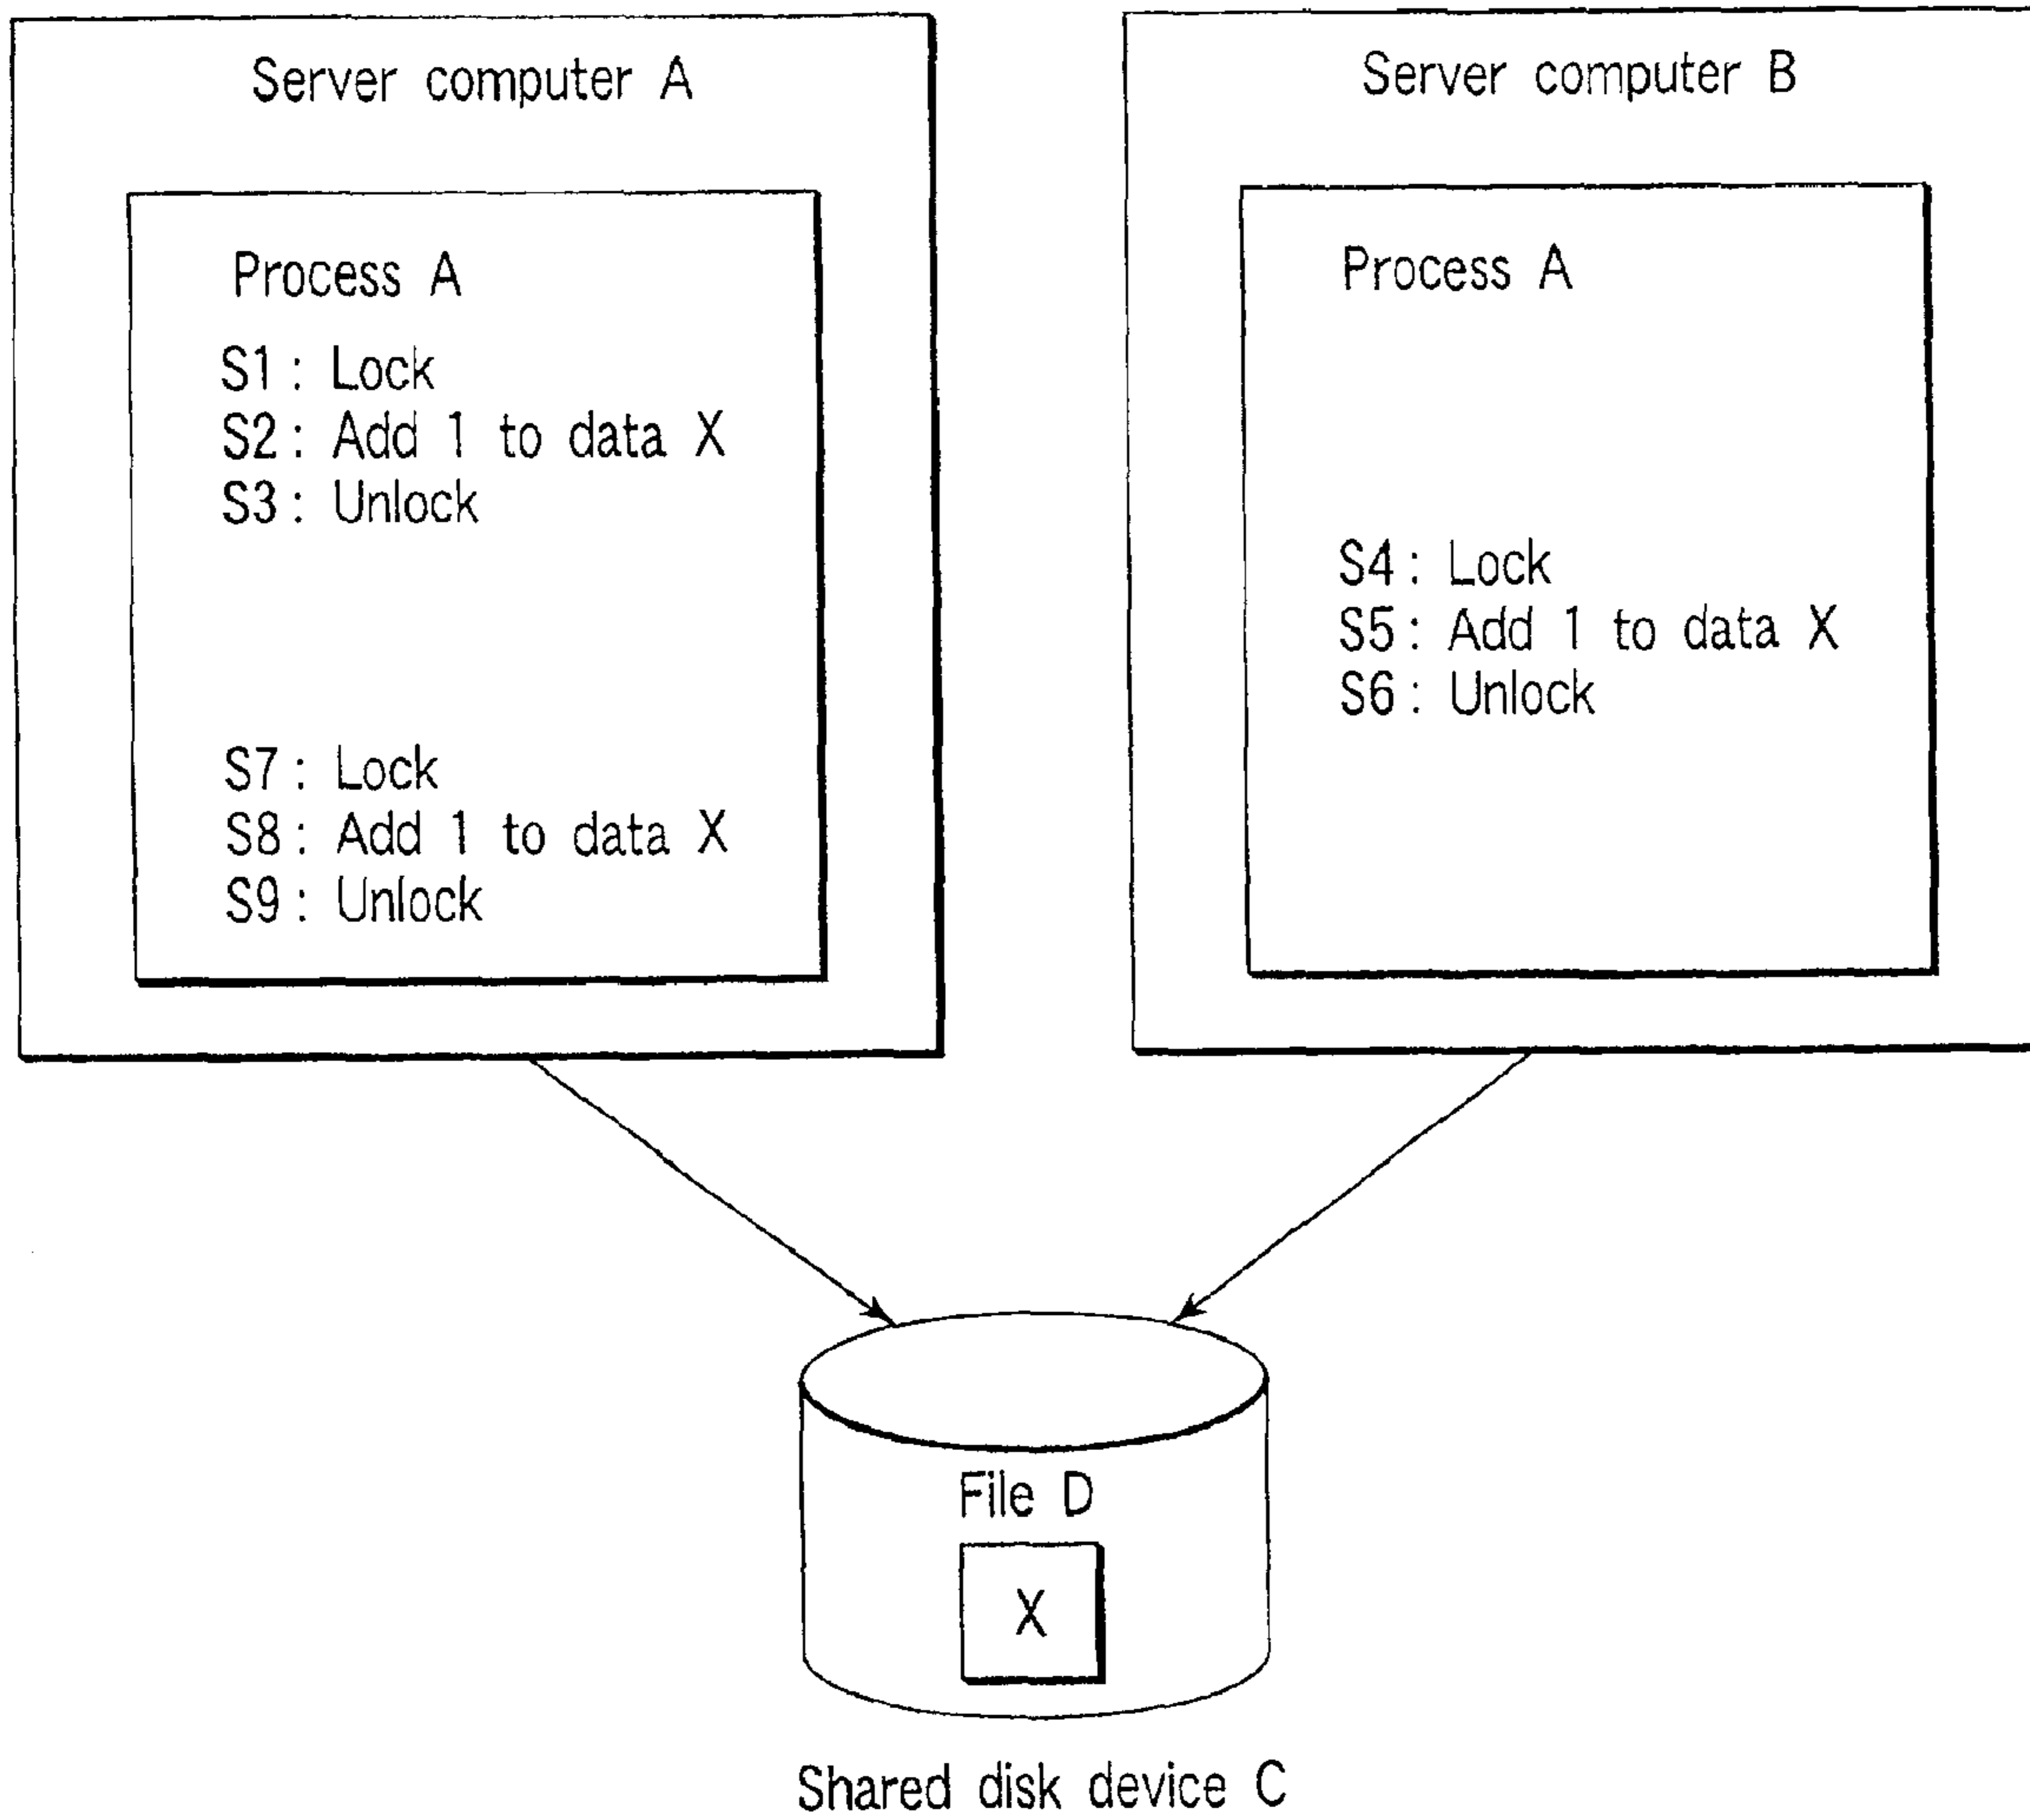 Server computer A
Process A
S1 : Lock
S2 : Add 1 to data X
S3 : Unlock
S7 : Lock
S8 : Add 1 to data X
S9 : Unlock
Server computer B
Process A
S4 : Lock
S5 : Add 1 to data X
S6 : Unlock
File D
X
Shared disk device C